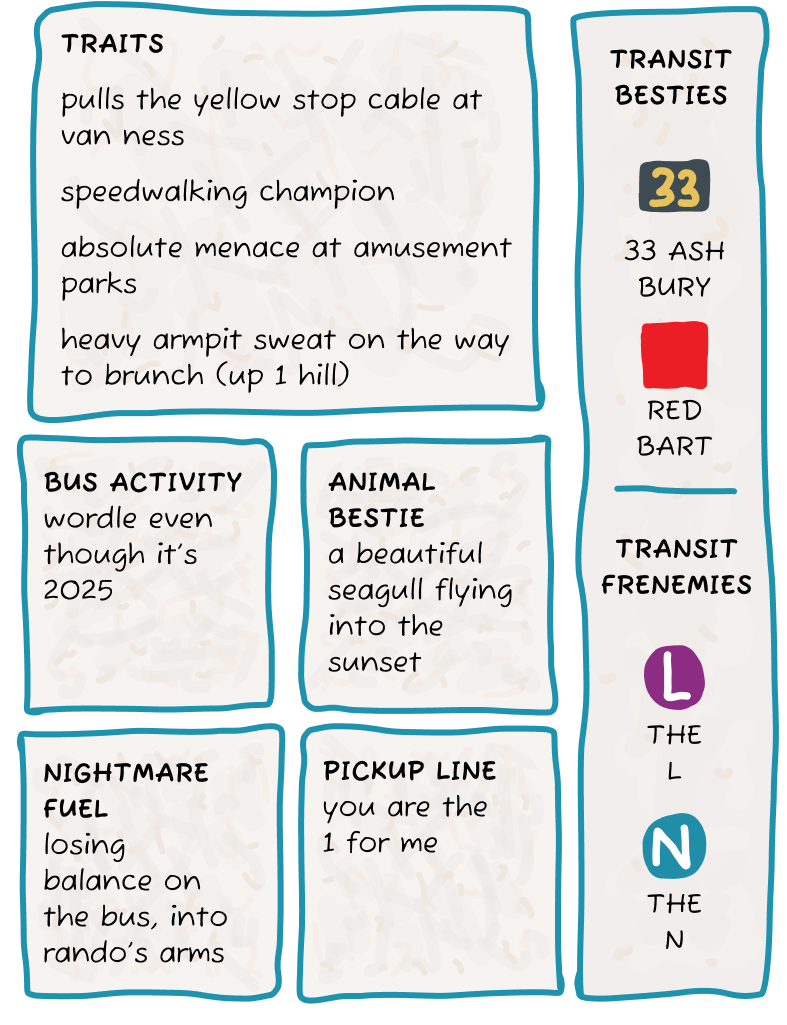 TRAITS
pulls the yellow stop cable at
van ness
speedwalking champion
absolute menace at amusement
parks
heavy armpit sweat on the way
to brunch (up 1 hill)
BUS ACTIVITY
wordle even
though it's
2025
ANIMAL
BESTIE
a beautiful
seagull flying
into the
sunset
NIGHTMARE
FUEL
losing
balance on
the bus, into
rando's arms
PICKUP LINE
you are the
1 for me
TRANSIT
BESTIES
33
33 ASH
BURY
RED
BART
TRANSIT
FRENEMIES
L
THE
L
N
THE
N